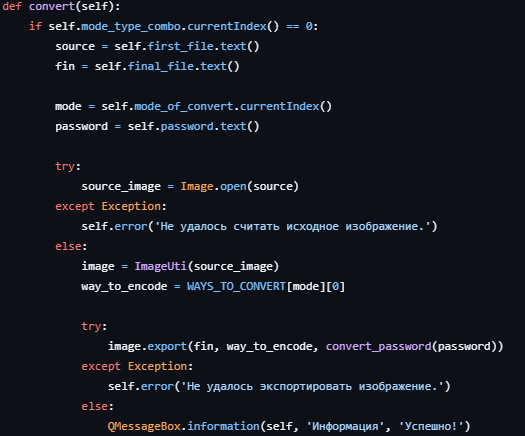 def convert(self):
    if self.mode_type_combo.currentIndex() == 0:
        source = self.first_file.text()
        fin = self.final_file.text()

        mode = self.mode_of_convert.currentIndex()
        password = self.password.text()

        try:
            source_image = Image.open(source)
        except Exception:
            self.error('Не удалось считать исходное изображение.')
        else:
            image = ImageUti(source_image)
            way_to_encode = WAYS_TO_CONVERT[mode][0]

            try:
                image.export(fin, way_to_encode, convert_password(password))
            except Exception:
                self.error('Не удалось экспортировать изображение.')
            else:
                QMessageBox.information(self, 'Информация', 'Успешно!')